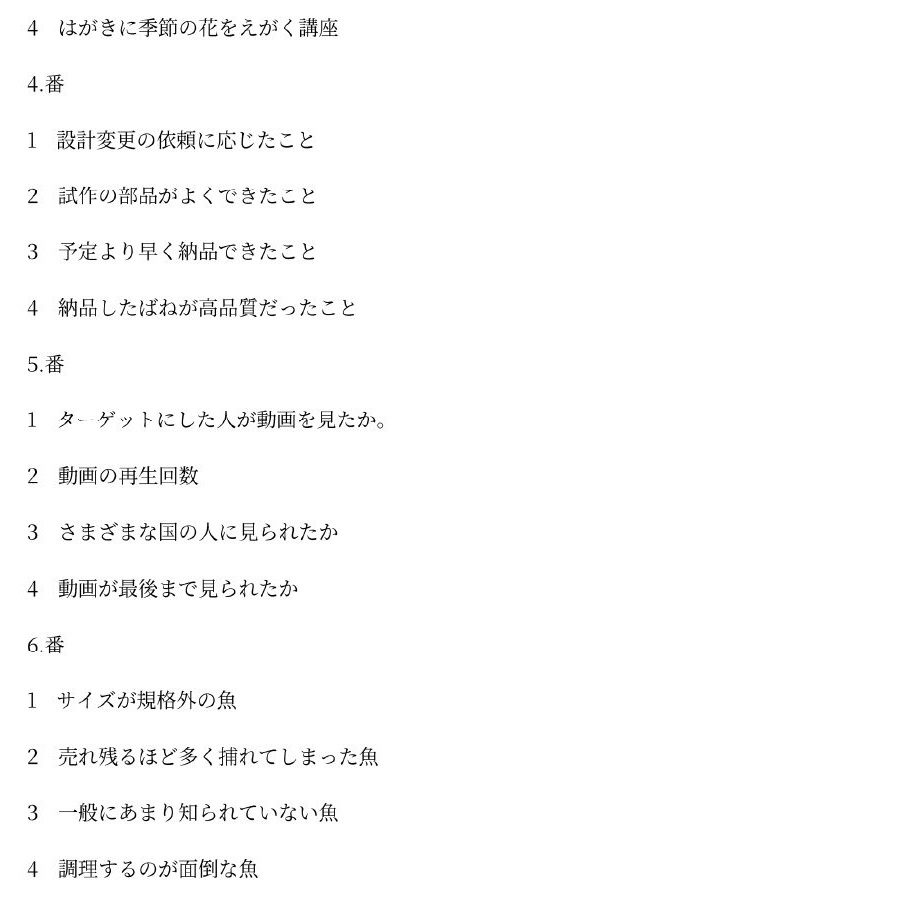 4　はがきに季節の花をえがく講座
4.番
1　設計変更の依頼に応じたこと
2　試作の部品がよくできたこと
3　予定より早く納品できたこと
4　納品したばねが高品質だったこと
5.番
1　ターゲットにした人が動画を見たか。
2　動画の再生回数
3　さまざまな国の人に見られたか
4　動画が最後まで見られたか
6.番
1　サイズが規格外の魚
2　売れ残るほど多く捕れてしまった魚
3　一般にあまり知られていない魚
4　調理するのが面倒な魚